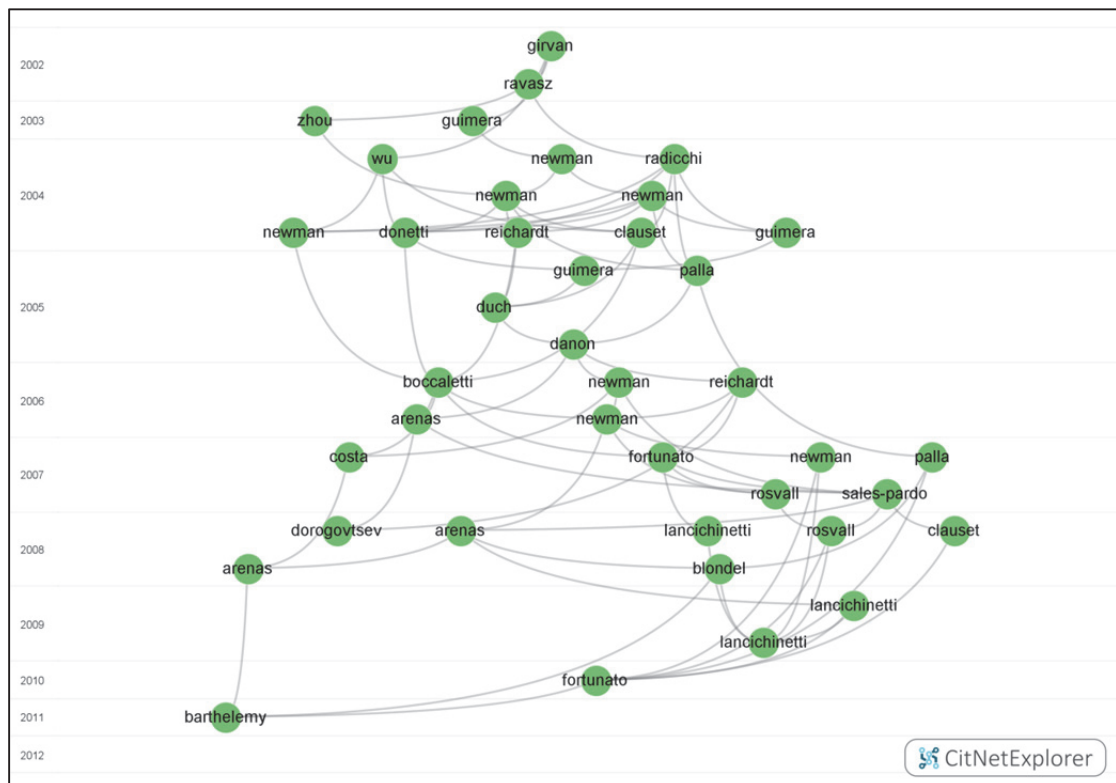 girvan
2002
ravasz
2003
zhou
guimera
wu
newman
radicchi
2004
newman
newman
newman
donetti
reichardt
clauset
guimera
guimera
palla
2005
duch
danon
boccaletti
newman
reichardt
2006
arenas
newman
costa
fortunato
newman
palla
2007
rosvall
sales-pardo
dorogovtsev
arenas
lancichinetti
rosvall
clauset
2008
arenas
blondel
lancichinetti
2009
lancichinetti
2010
fortunato
2011
barthelemy
2012
CitNetExplorer